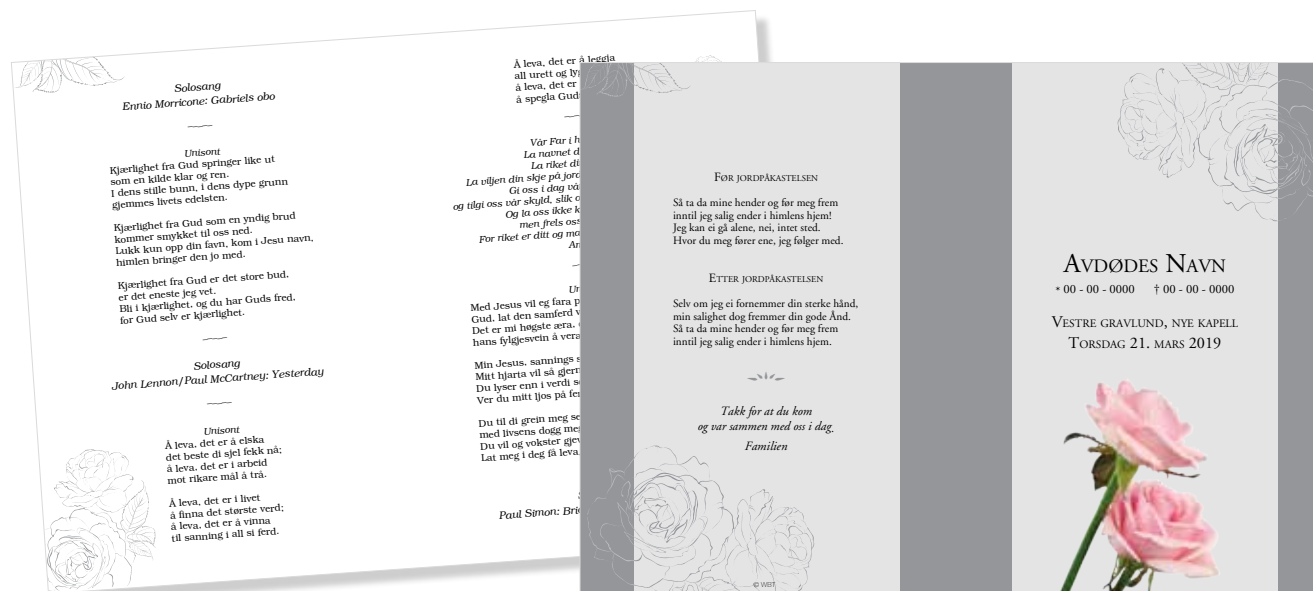 Solosang
Ennio Morricone: Gabriels obo
Unisont
Kjærlighet fra Gud springer like ut
som en kilde klar og ren.
I dens stille bunn, i dens dype grunn
gjemmes livets edelsten.
Kjærlighet fra Gud som en yndig brud
kommer smykket til oss ned.
Lukk kun opp din favn, kom i Jesu navn,
himlen bringer den jo med.
Kjærlighet fra Gud er det store bud,
er det eneste jeg vet.
Bli i kjærlighet, og du har Guds fred,
for Gud selv er kjærlighet.
Solosang
John Lennon/Paul McCartney: Yesterday
Unisont
Å leva, det er å elska
det beste di sjel fekk nå;
å leva, det er i arbeid
mot rikare mål å trå.
Å leva, det er i livet
å finna det største verd;
å leva, det er å vinna
til sanning i all si ferd.
Å leva, det er å leggja
all urett og
å leva, det er
å spegla Guds
Vår Far i
La navnet
La riket
La viljen din skje på
Gi oss i dag
og tilgi oss vår skyld, slik
Og la oss ikke
men frels oss
For riket er ditt og
Med Jesus vil eg fara
Gud, lat den samferd
Det er mi høgste æra,
hans fylgjesvein å
Min Jesus, sannings
Mitt hjarta vil så
Du lyser enn i verdi
Ver du mitt ljos på
Du til di grein meg
med livsens dogg
Du vil og vokster
Lat meg i deg få leva
Paul Simon:
Før jordpåkastelsen
Så ta da mine hender og før meg frem
inntil jeg salig ender i himlens hjem!
Jeg kan ei gå alene, nei, intet sted.
Hvor du meg fører ene, jeg følger med.
Etter jordpåkastelsen
Selv om jeg ei fornemmer din sterke hånd,
min salighet dog fremmer din gode Ånd.
Så ta da mine hender og før meg frem
inntil jeg salig ender i himlens hjem.
Takk for at du kom
og var sammen med oss i dag.
Familien
© WEIT
Avdødes Navn
* 00 - 00 - 0000 † 00 - 00 - 0000
Vestre gravlund, nye kapell
Torsdag 21. mars 2019